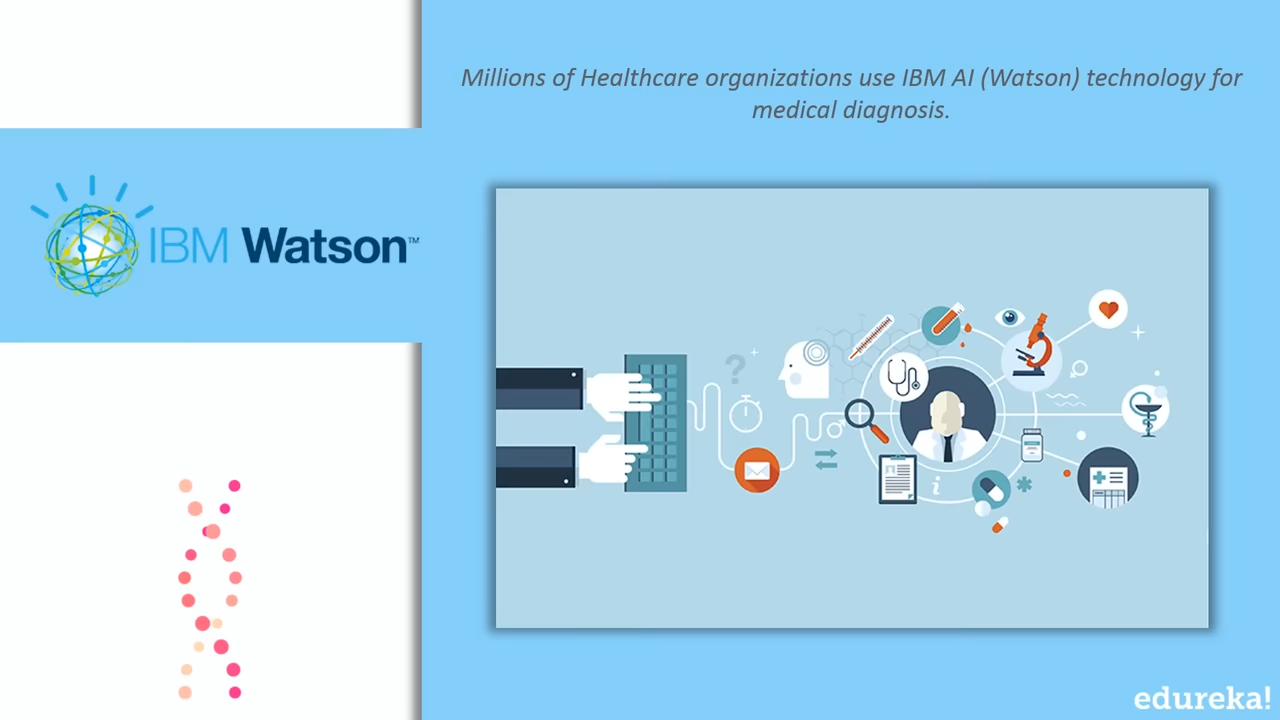 Millions of Healthcare organizations use IBM AI (Watson) technology for
medical diagnosis.
IBM Watson™
?
i
edureka!